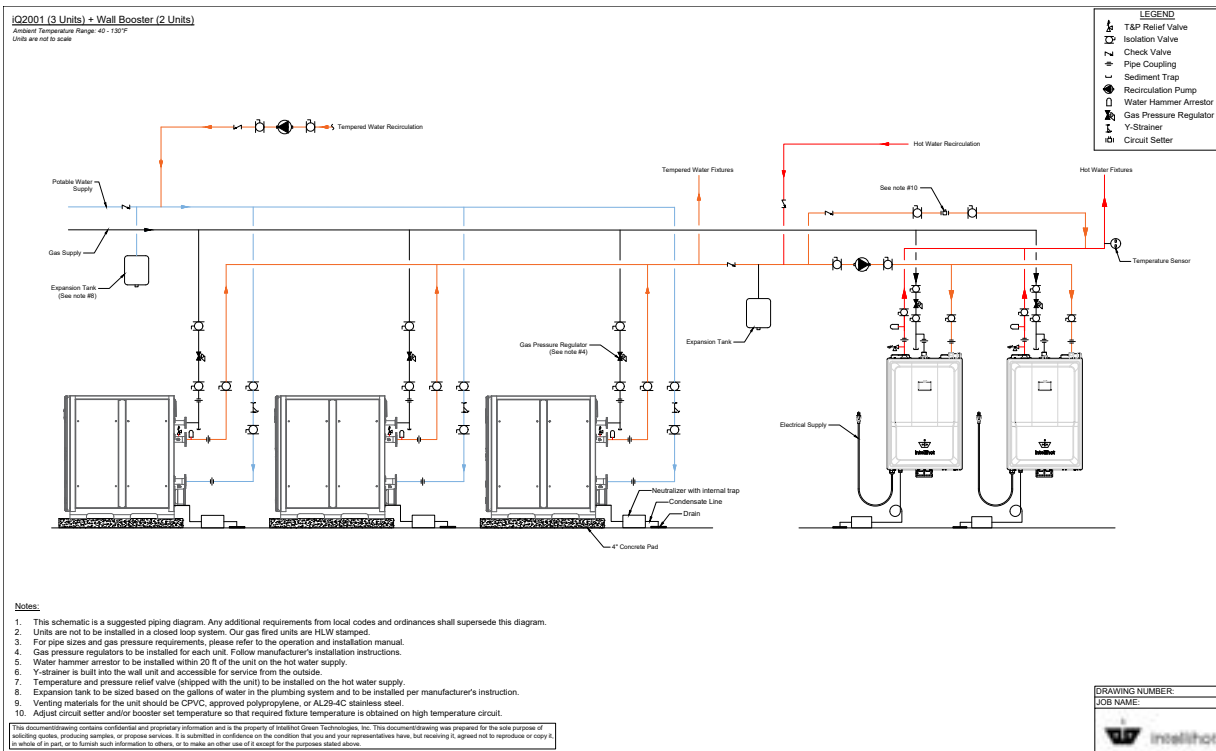 iQ2001 (3 Units) + Wall Booster (2 Units)
Ambient Temperature Range: 40 - 130°F
Units are not to scale
LEGEND
T&P Relief Valve
Isolation Valve
Check Valve
Pipe Coupling
Sediment Trap
Recirculation Pump
Water Hammer Arrestor
Gas Pressure Regulator
Y-Strainer
Circuit Setter
Tempered Water Recirculation
Hot Water Recirculation
Potable Water
Supply
Tempered Water Fixtures
Hot Water Fixtures
See note #10
Gas Supply
Temperature Sensor
Expansion Tank
(See note #8)
Gas Pressure Regulator
(See note #4)
Expansion Tank
Electrical Supply
intellihot
intellihot
Neutralizer with internal trap
Condensate Line
Drain
4" Concrete Pad
Notes:
1. This schematic is a suggested piping diagram. Any additional requirements from local codes and ordinances shall supersede this diagram.
2. Units are not to be installed in a closed loop system. Our gas fired units are HLW stamped.
3. For pipe sizes and gas pressure requirements, please refer to the operation and installation manual.
4. Gas pressure regulators to be installed for each unit. Follow manufacturer's installation instructions.
5. Water hammer arrestor to be installed within 20 ft of the unit on the hot water supply.
6. Y-strainer is built into the wall unit and accessible for service from the outside.
7. Temperature and pressure relief valve (shipped with the unit) to be installed on the hot water supply.
8. Expansion tank to be sized based on the gallons of water in the plumbing system and to be installed per manufacturer's instruction.
9. Venting materials for the unit should be CPVC, approved polypropylene, or AL29-4C stainless steel.
10. Adjust circuit setter and/or booster set temperature so that required fixture temperature is obtained on high temperature circuit.
This document/drawing contains confidential and proprietary information and is the property of Intellihot Green Technologies, Inc. This document/drawing was prepared for the sole purpose of
soliciting quotes, producing samples, or propose services. It is submitted in confidence on the condition that you and your representatives have, but receiving it, agreed not to reproduce or copy it,
in whole of in part, or to furnish such information to others, or to make an other use of it except for the purposes stated above.
DRAWING NUMBER:
JOB NAME:
intellihot